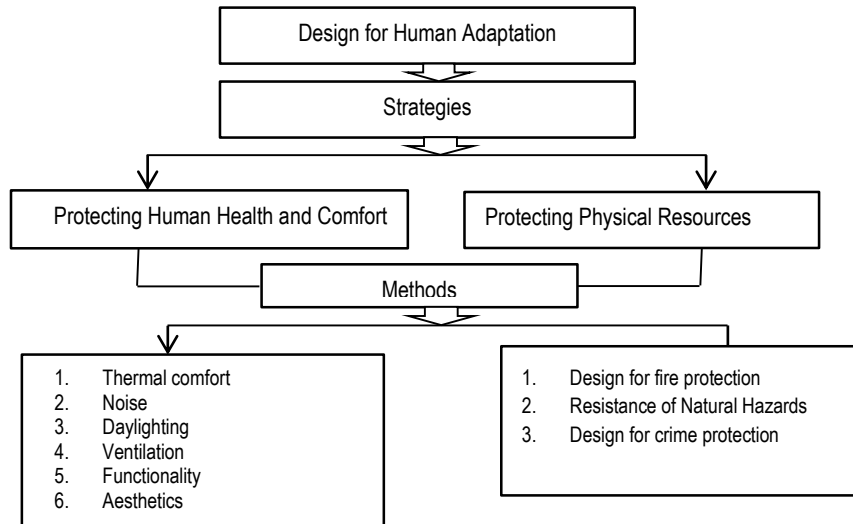 Design for Human Adaptation
Strategies
Protecting Human Health and Comfort
Protecting Physical Resources
Methods
1. Thermal comfort
2. Noise
3. Daylighting
4. Ventilation
5. Functionality
6. Aesthetics
1. Design for fire protection
2. Resistance of Natural Hazards
3. Design for crime protection